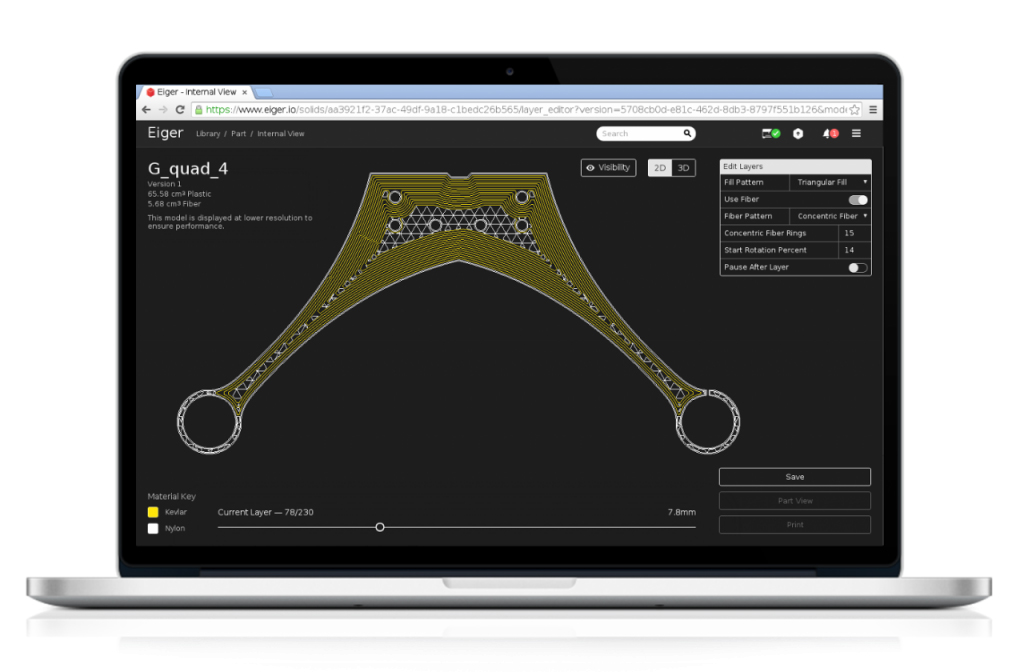 Eiger - Internal View ×
https://www.eiger.io/solids/aa3921f2-37ac-49df-9a18-c1bedc26b565/layer_editor?version=5708cb0d-e81c-462d-8db3-8797f551b126&mode
Eiger Library / Part / Internal View Search 1
G_quad_4
Version 1
65.58 cm³ Plastic
5.68 cm³ Fiber
This model is displayed at lower resolution to
ensure performance.
Visibility 2D 3D
Edit Layers
Fill Pattern Triangular Fill
Use Fiber
Fiber Pattern Concentric Fiber
Concentric Fiber Rings 15
Start Rotation Percent 14
Pause After Layer
Save
Part View
Print
Material Key
Kevlar
Nylon
Current Layer — 78/230 7.8mm